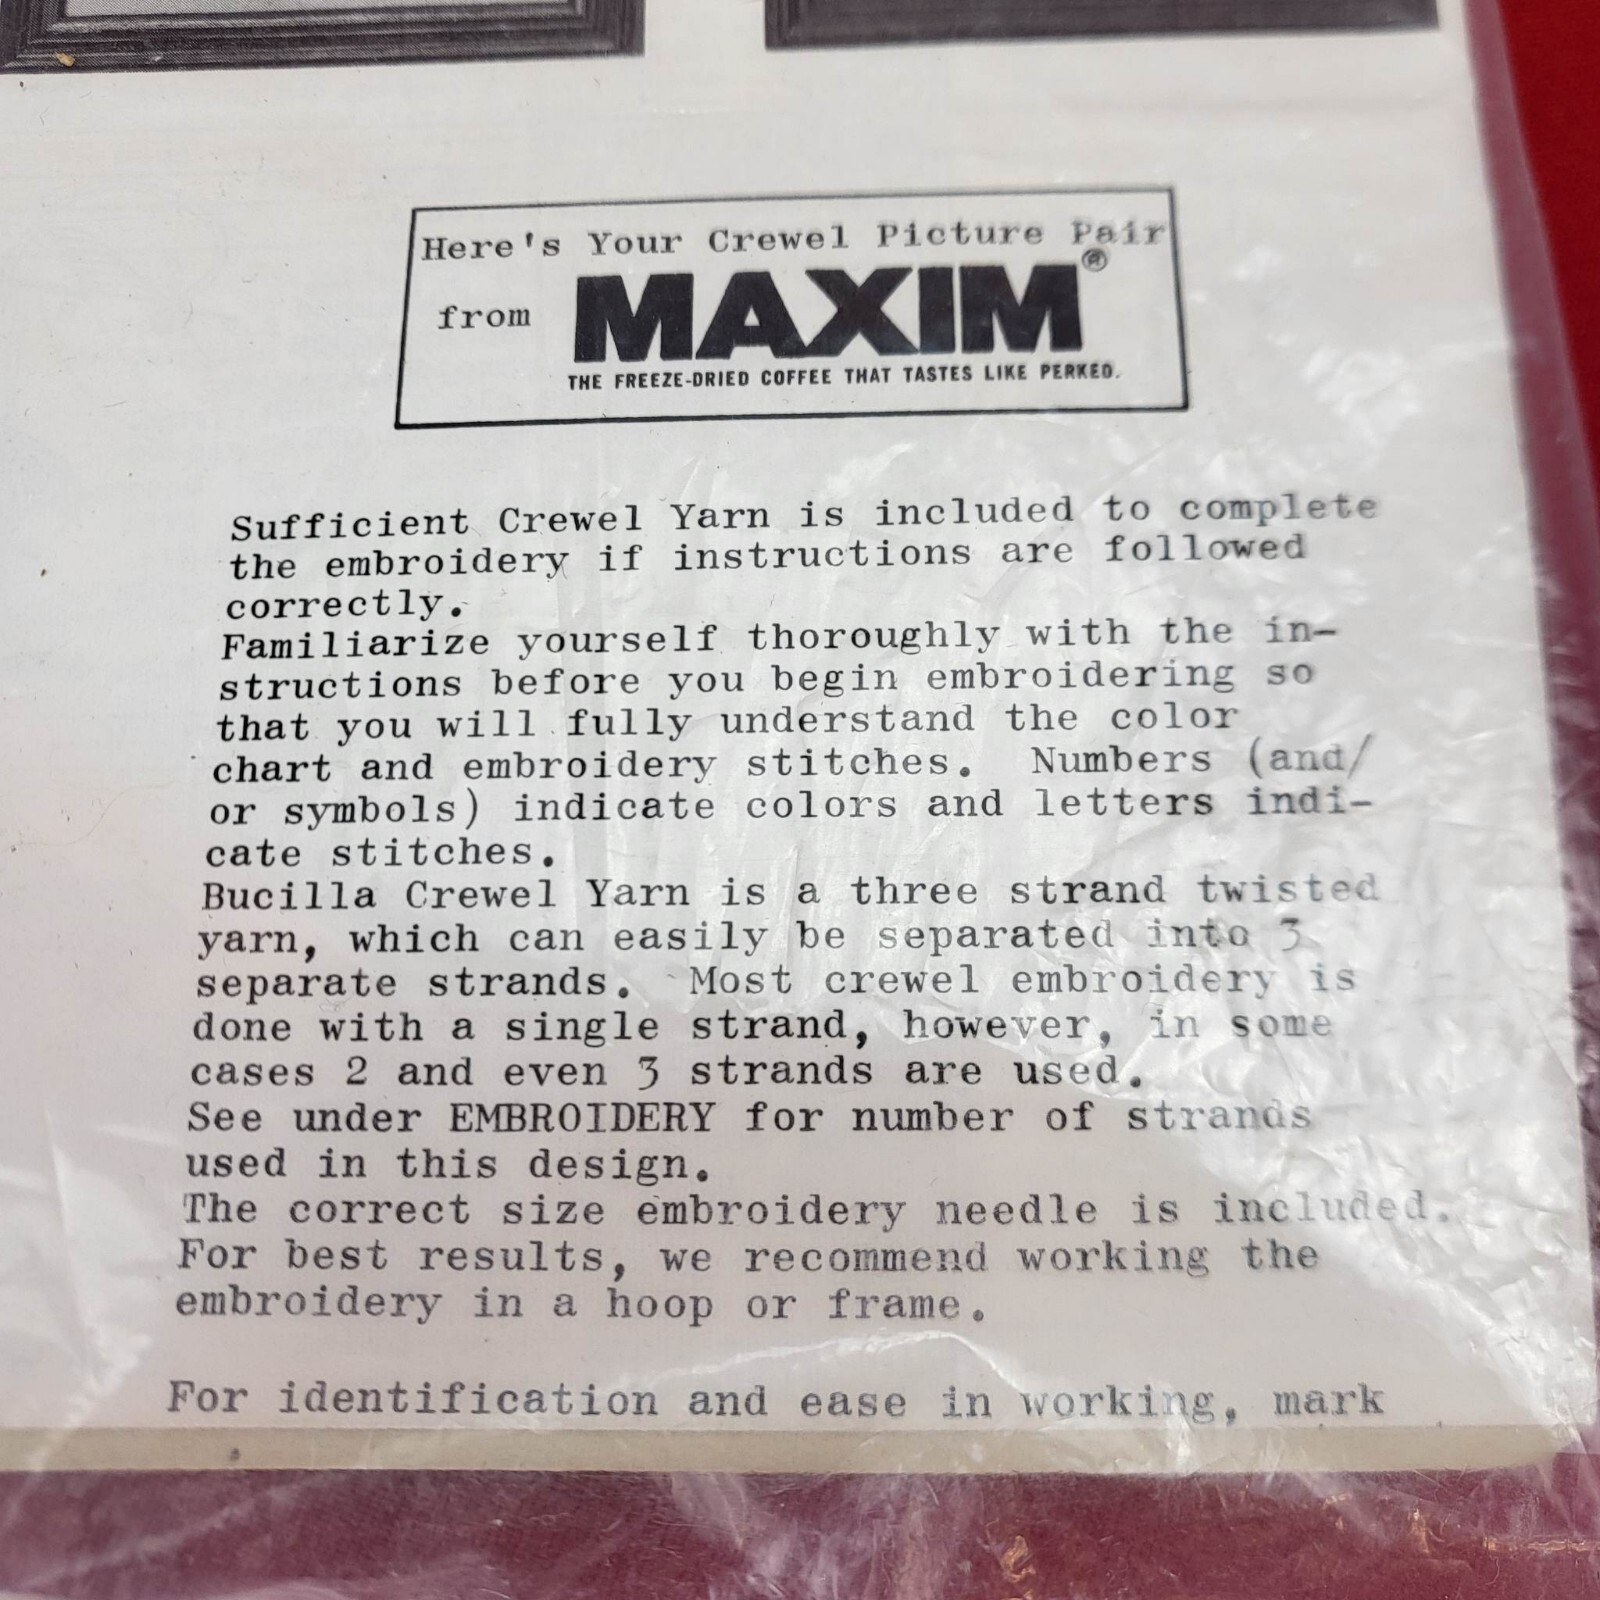 Here's Your Crewel Picture Pair
from MAXIM®
THE FREEZE-DRIED COFFEE THAT TASTES LIKE PERKED.
Sufficient Crewel Yarn is included to complete
the embroidery if instructions are followed
correctly.
Familiarize yourself thoroughly with the in-
structions before you begin embroidering so
that you will fully understand the color
chart and embroidery stitches. Numbers (and/
or symbols) indicate colors and letters indi-
cate stitches.
Bucilla Crewel Yarn is a three strand twisted
yarn, which can easily be separated into 3
separate strands. Most crewel embroidery is
done with a single strand, however, in some
cases 2 and even 3 strands are used.
See under EMBROIDERY for number of strands
used in this design.
The correct size embroidery needle is included.
For best results, we recommend working the
embroidery in a hoop or frame.
For identification and ease in working, mark